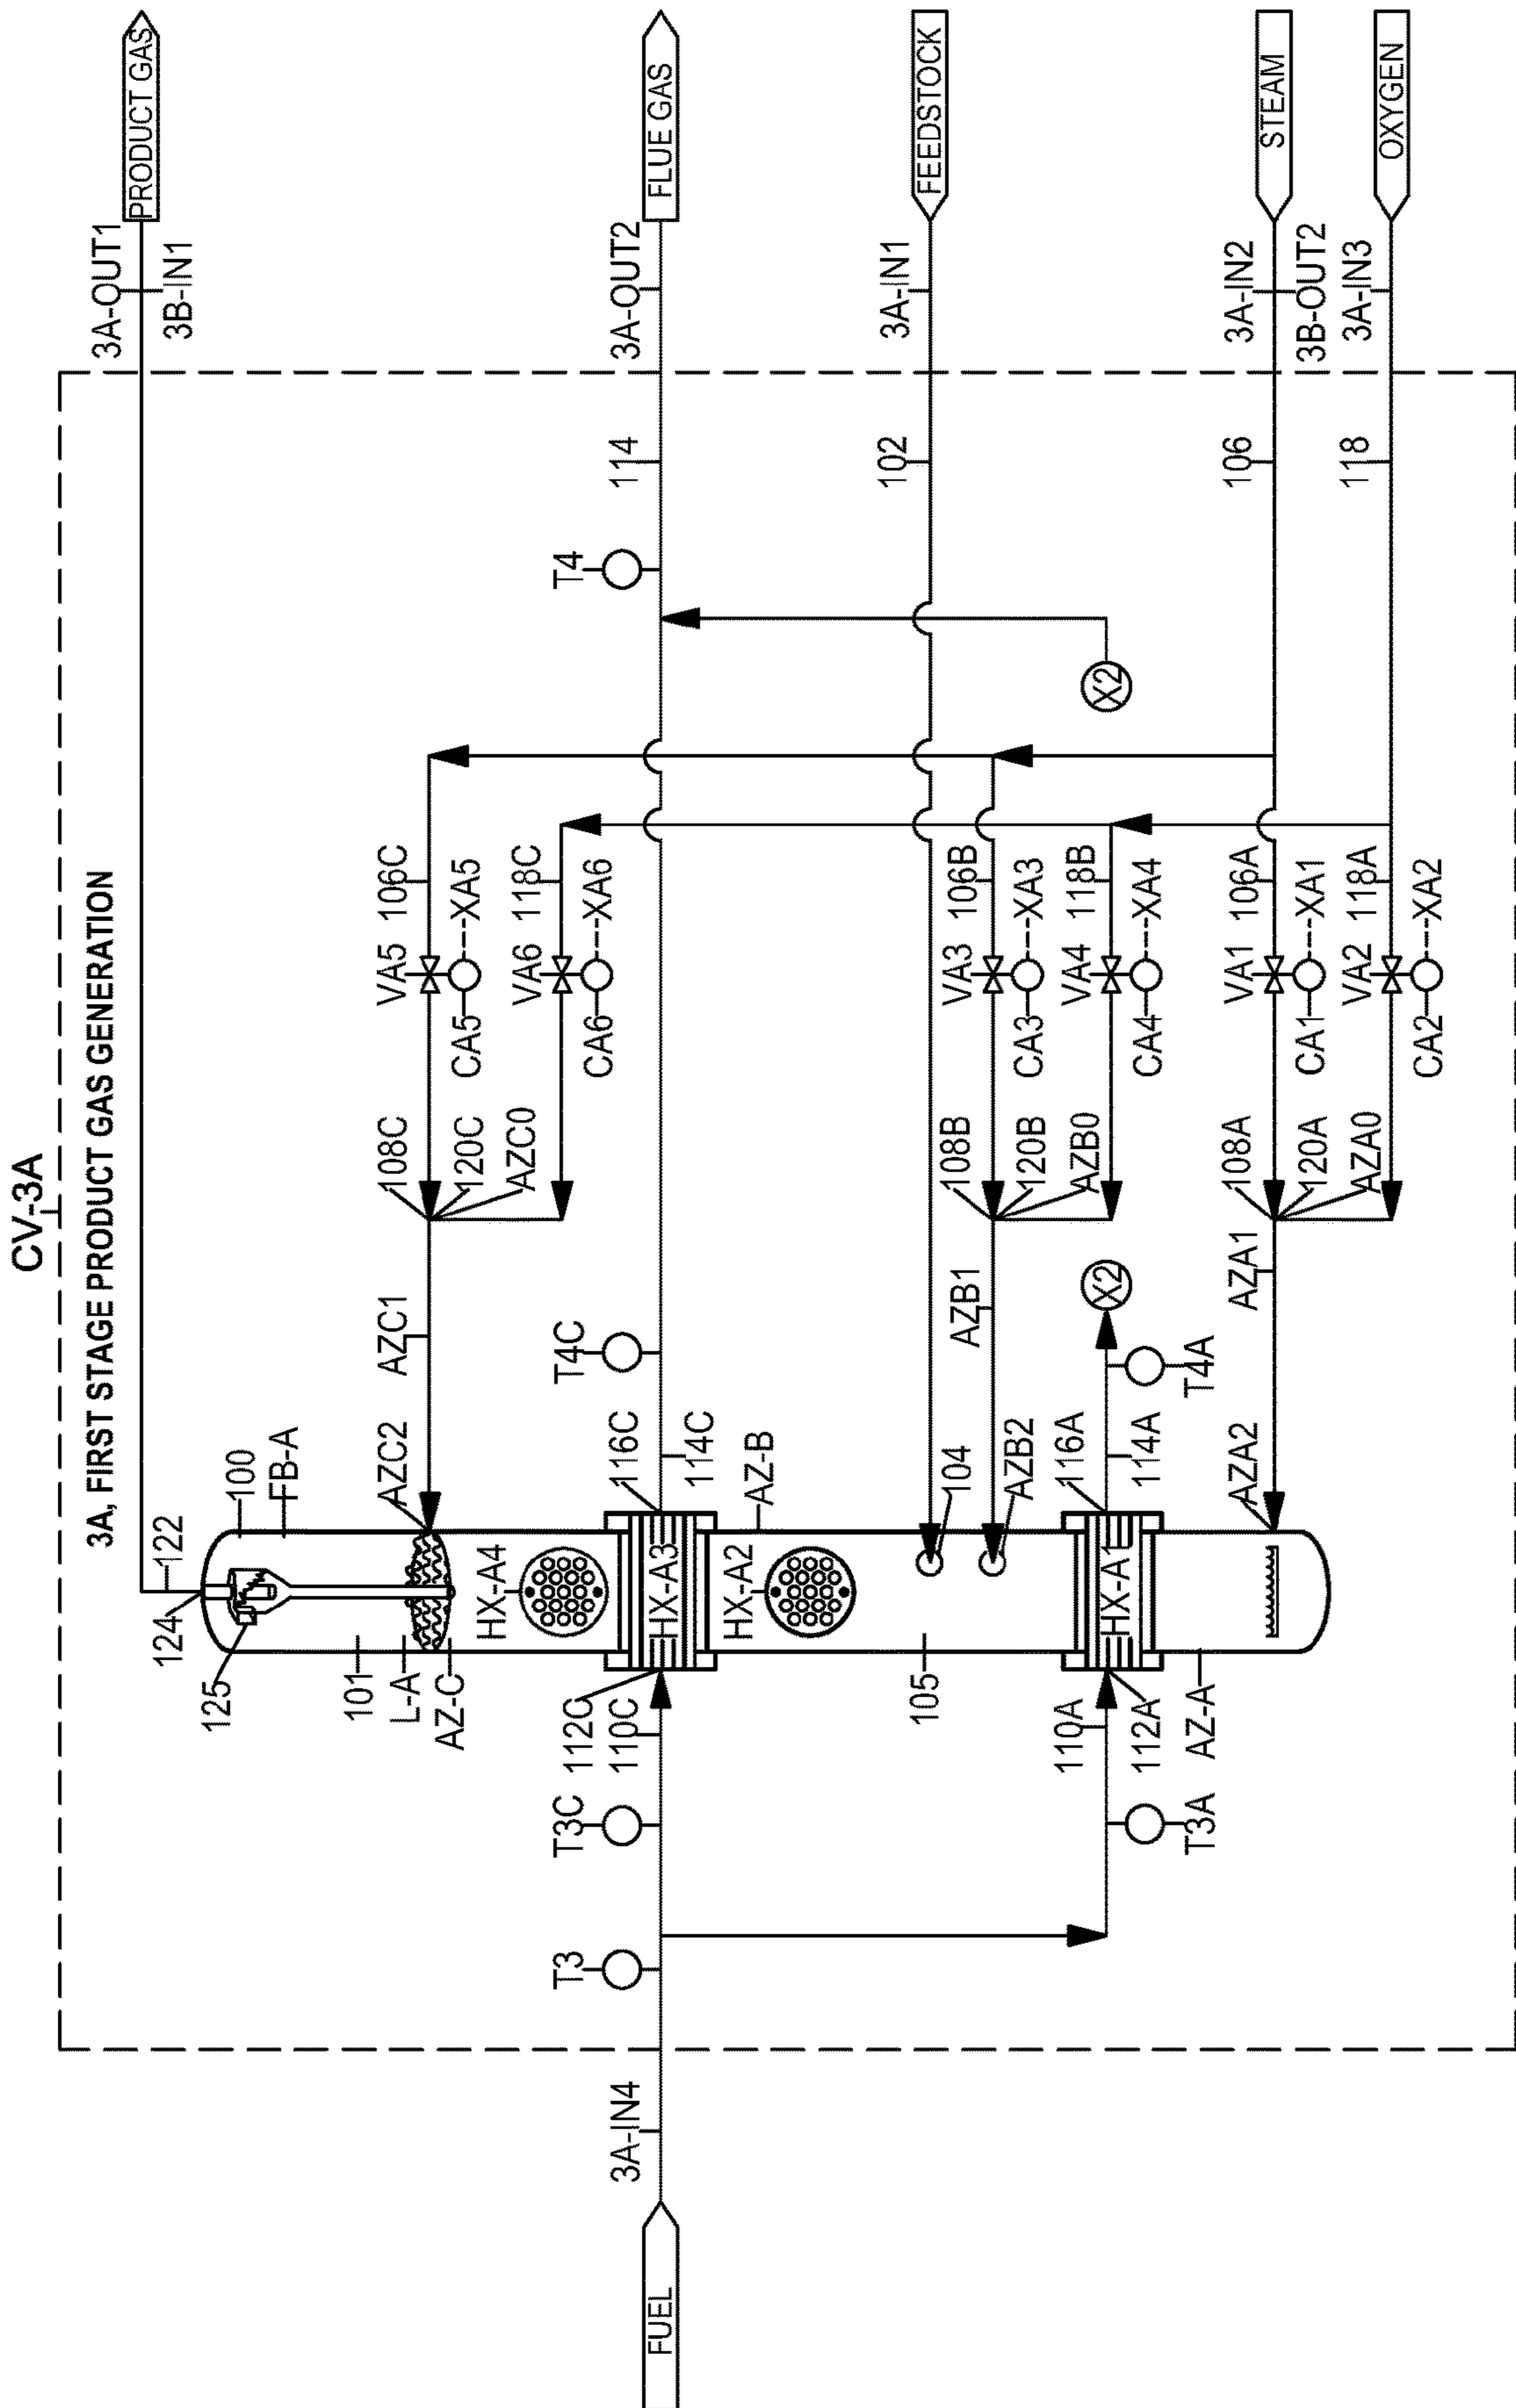 CV-3A
3A, FIRST STAGE PRODUCT GAS GENERATION
PRODUCT GAS
3A-OUT1
3B-IN1
122
124
125
100
FB-A
101
L-A
AZ-C
AZC2
AZC1
108C
120C
AZC0
VA5
106C
CA5
XA5
VA6
118C
CA6
XA6
HX-A4
FUEL
3A-IN4
T3
T3C
112C
110C
HX-A3
116C
114C
T4C
T4
114
3A-OUT2
FLUE GAS
HX-A2
AZ-B
105
104
102
3A-IN1
FEEDSTOCK
AZB2
AZB1
108B
120B
AZB0
VA3
106B
CA3
XA3
VA4
118B
CA4
XA4
X2
110A
112A
T3A
HX-A1
116A
114A
T4A
X2
AZ-A
AZA2
AZA1
108A
120A
AZA0
VA1
106A
CA1
XA1
106
3A-IN2
3B-OUT2
STEAM
VA2
118A
CA2
XA2
118
3A-IN3
OXYGEN